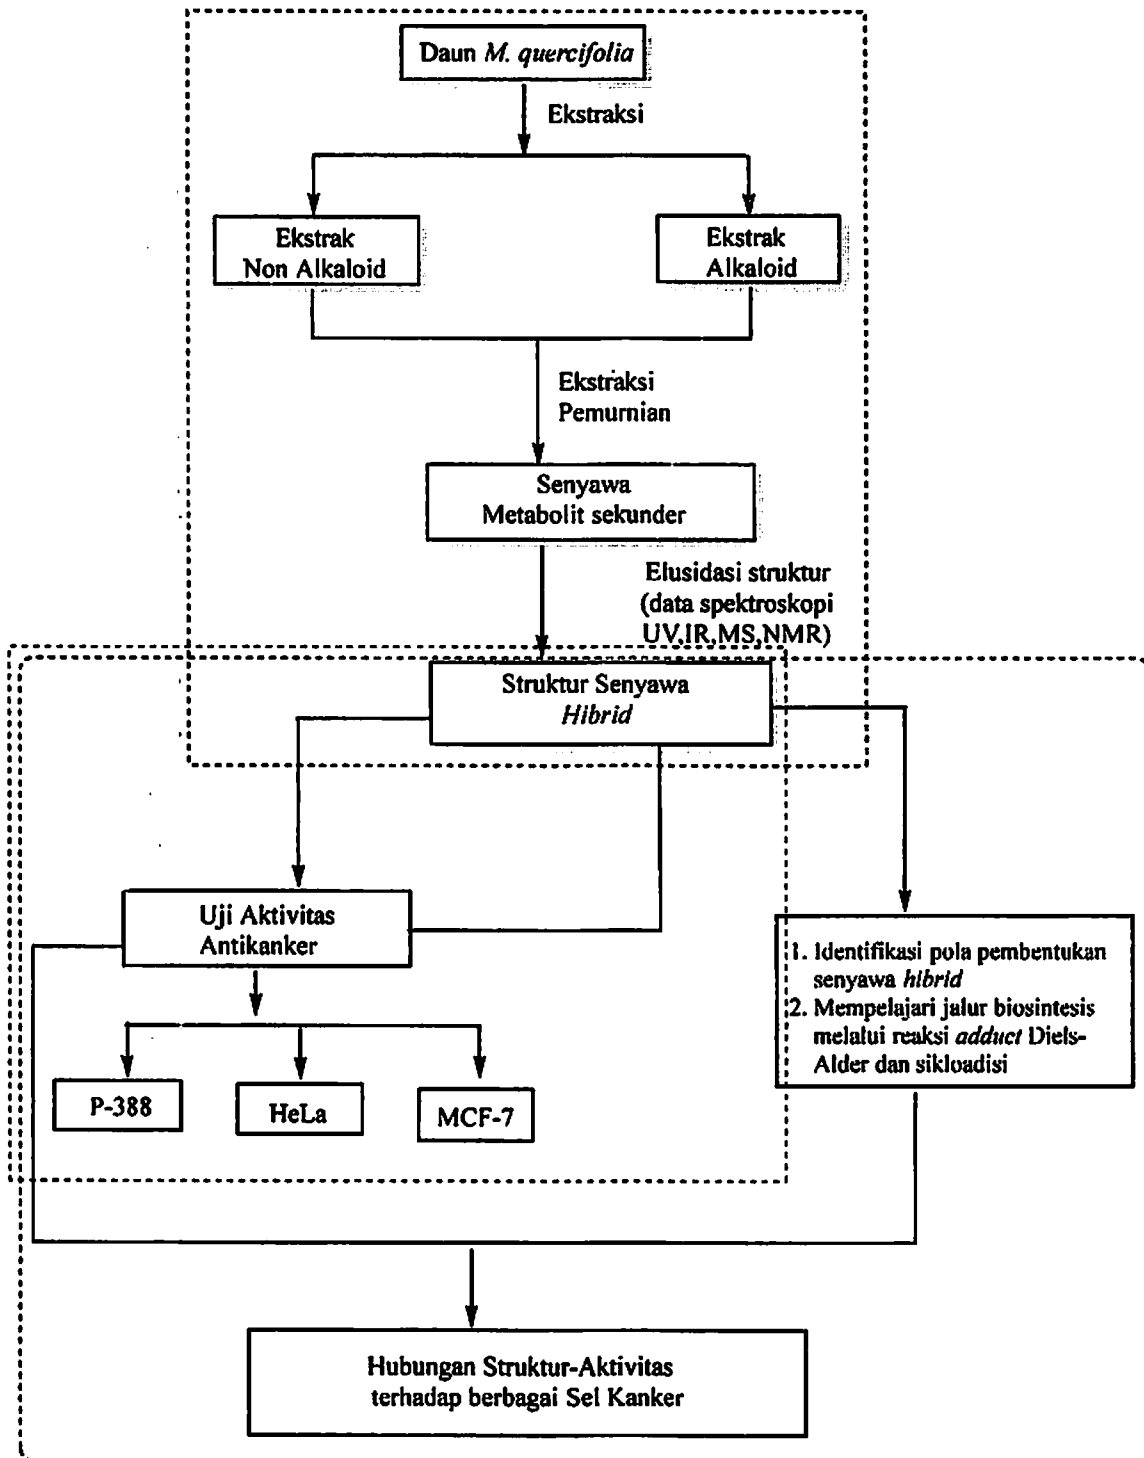 Daun M. quercifolia
Ekstraksi
Ekstrak
Non Alkaloid
Ekstrak
Alkaloid
Ekstraksi
Pemurnian
Senyawa
Metabolit sekunder
Elusidasi struktur
(data spektroskopi
UV,IR,MS,NMR)
Struktur Senyawa
Hibrid
Uji Aktivitas
Antikanker
1. Identifikasi pola pembentukan
senyawa hibrid
2. Mempelajari jalur biosintesis
melalui reaksi adduct Diels-
Alder dan sikloadisi
P-388
HeLa
MCF-7
Hubungan Struktur-Aktivitas
terhadap berbagai Sel Kanker